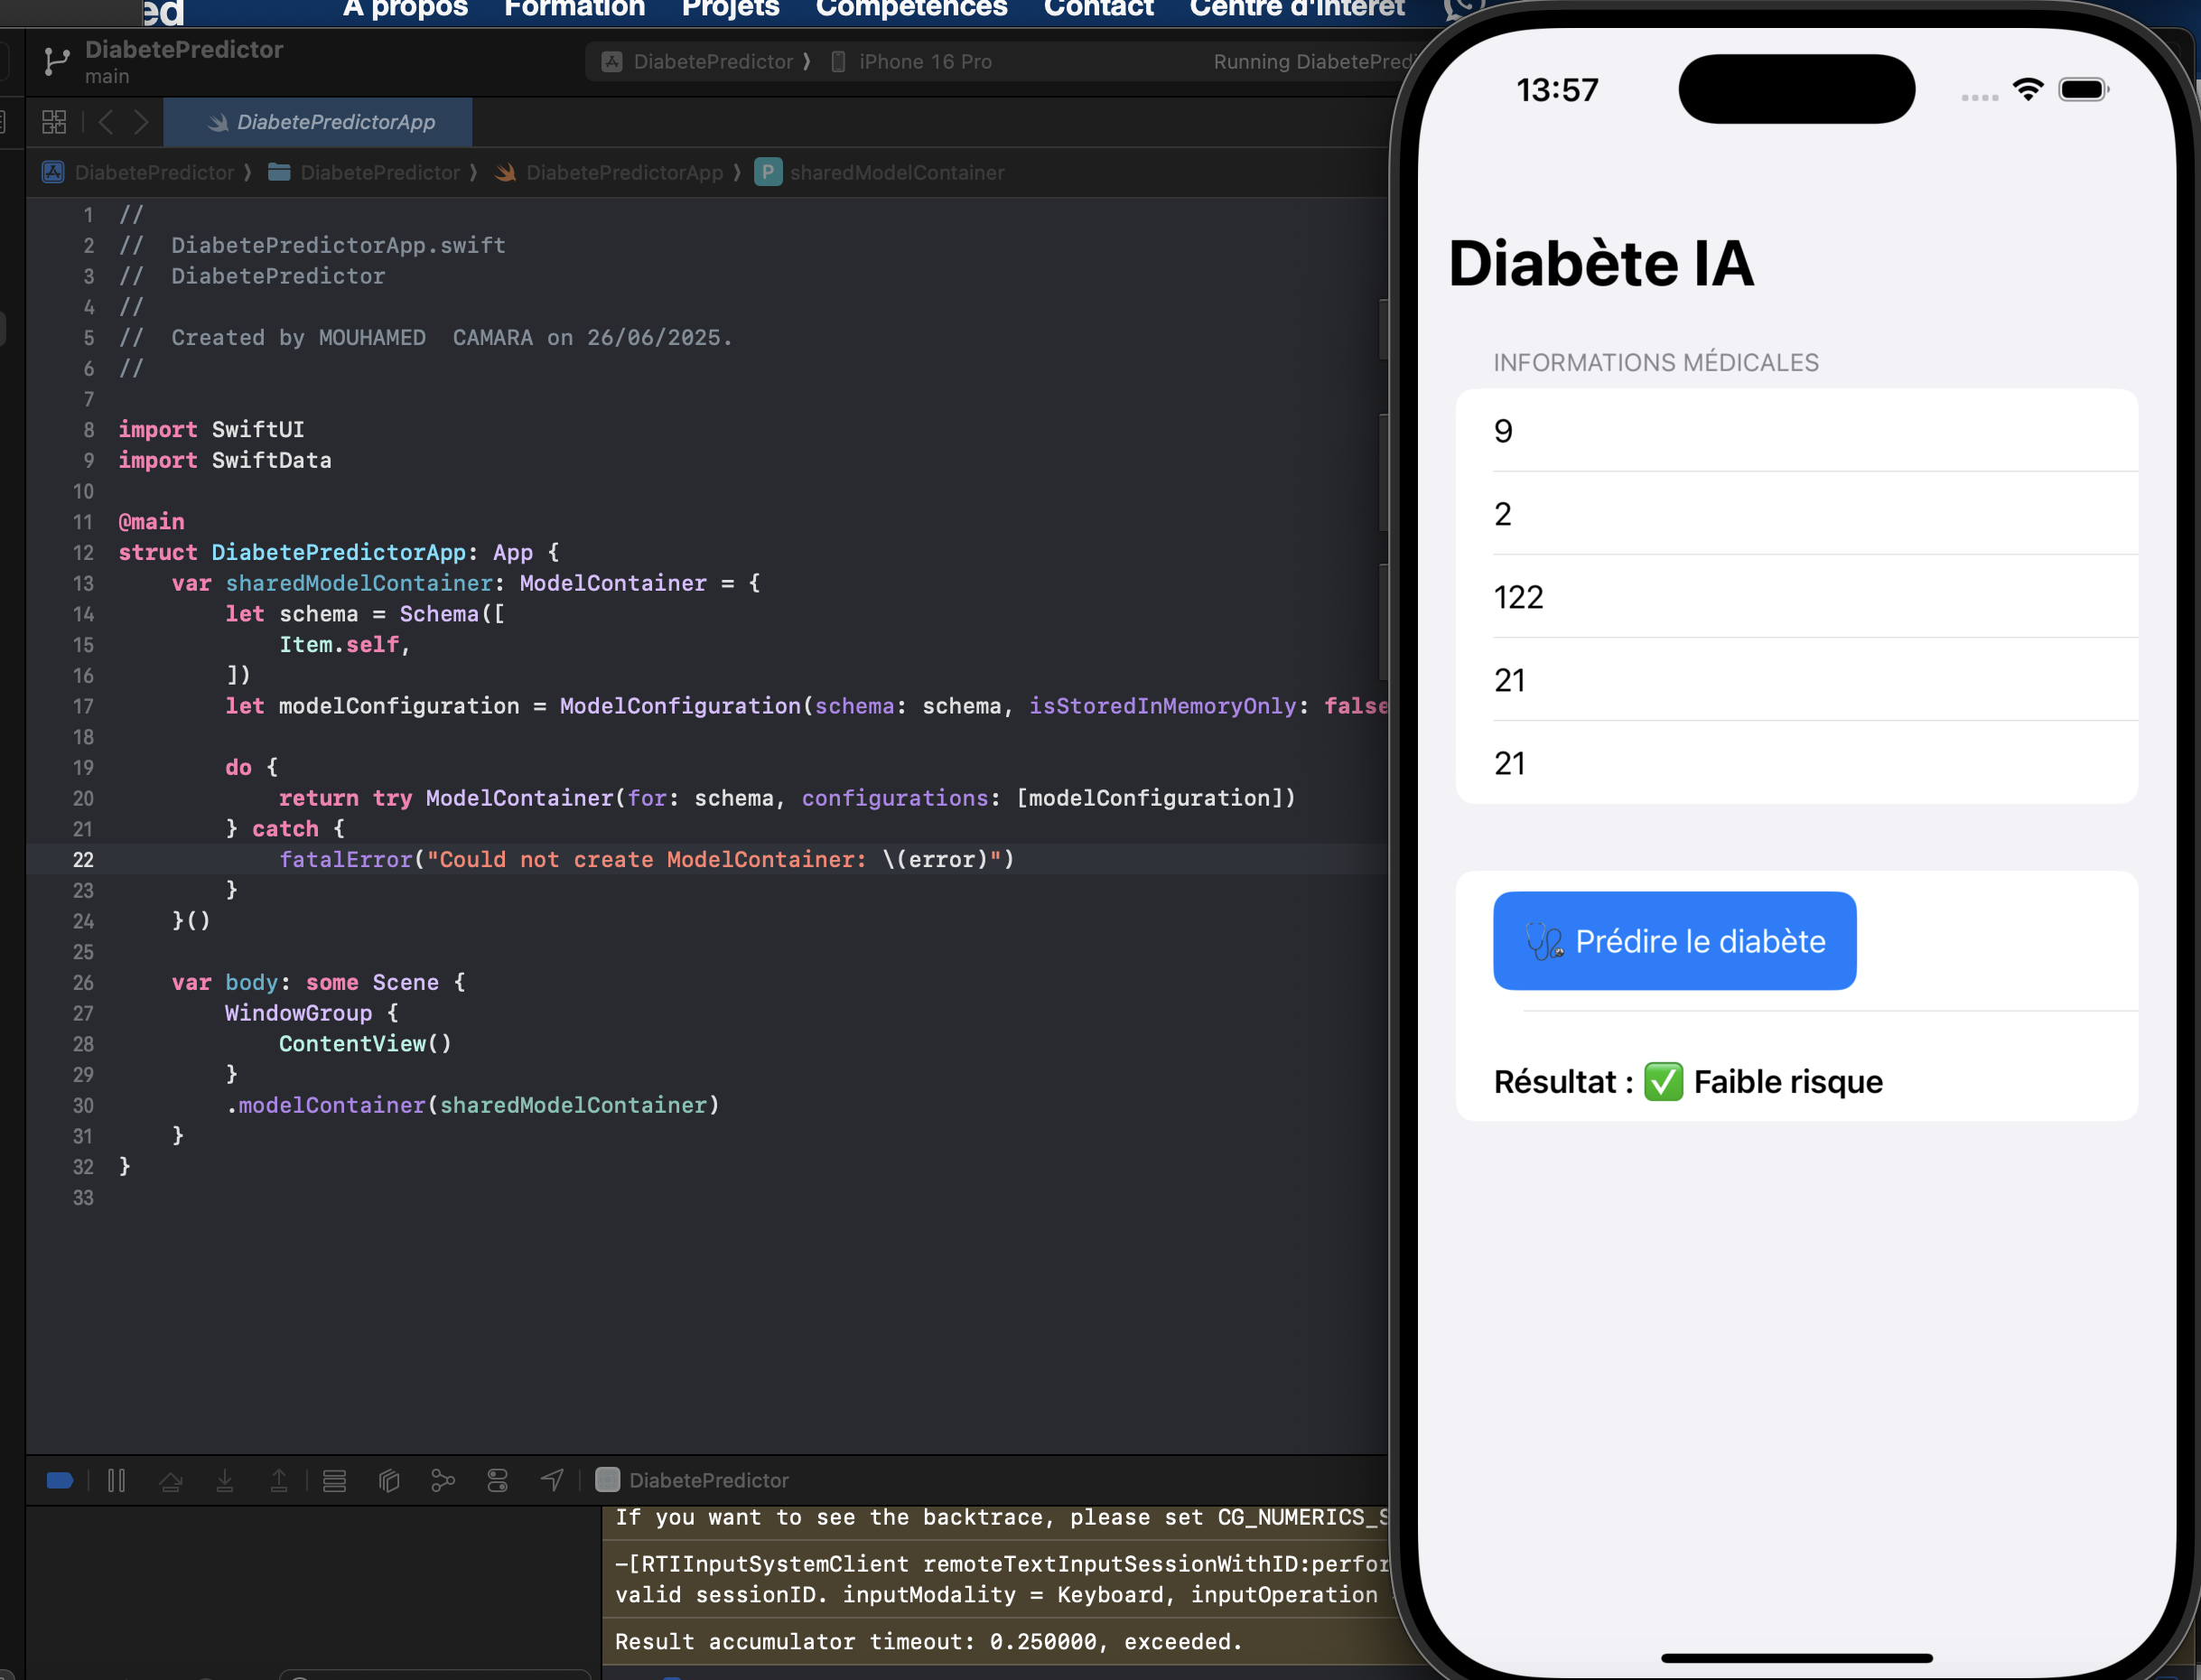 ed
A propos Formation Projets Compétences Contact Centre d'intérêt
DiabetePredictor
main
DiabetePredictor ❭ iPhone 16 Pro
Running DiabetePredi
DiabetePredictorApp
DiabetePredictor ❭ DiabetePredictor ❭ DiabetePredictorApp ❭ P sharedModelContainer
1 //
2 //  DiabetePredictorApp.swift
3 //  DiabetePredictor
4 //
5 //  Created by MOUHAMED  CAMARA on 26/06/2025.
6 //
7
8 import SwiftUI
9 import SwiftData
10
11 @main
12 struct DiabetePredictorApp: App {
13     var sharedModelContainer: ModelContainer = {
14         let schema = Schema([
15             Item.self,
16         ])
17         let modelConfiguration = ModelConfiguration(schema: schema, isStoredInMemoryOnly: false
18
19         do {
20             return try ModelContainer(for: schema, configurations: [modelConfiguration])
21         } catch {
22             fatalError("Could not create ModelContainer: \(error)")
23         }
24     }()
25
26     var body: some Scene {
27         WindowGroup {
28             ContentView()
29         }
30         .modelContainer(sharedModelContainer)
31     }
32 }
33
DiabetePredictor
If you want to see the backtrace, please set CG_NUMERICS_S
-[RTIInputSystemClient remoteTextInputSessionWithID:perfor
valid sessionID. inputModality = Keyboard, inputOperation
Result accumulator timeout: 0.250000, exceeded.
13:57
Diabète IA
INFORMATIONS MÉDICALES
9
2
122
21
21
🩺 Prédire le diabète
Résultat : ✅ Faible risque